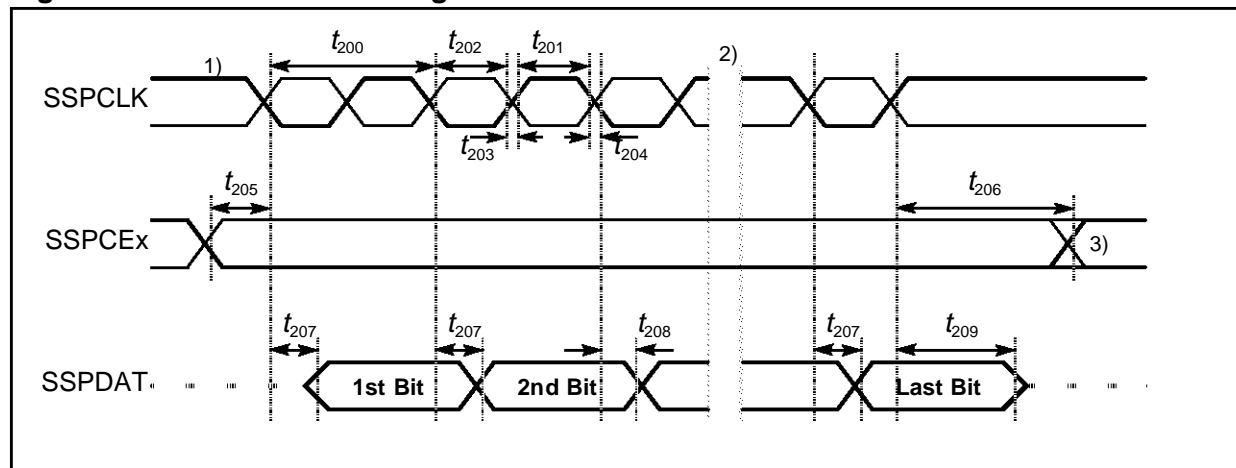 t200 t202 t201
1) 2)
SSPCLK
t203 t204
t205 t206
SSPCEx 3)
t207 t207 t208 t207 t209
SSPDAT 1st Bit 2nd Bit Last Bit